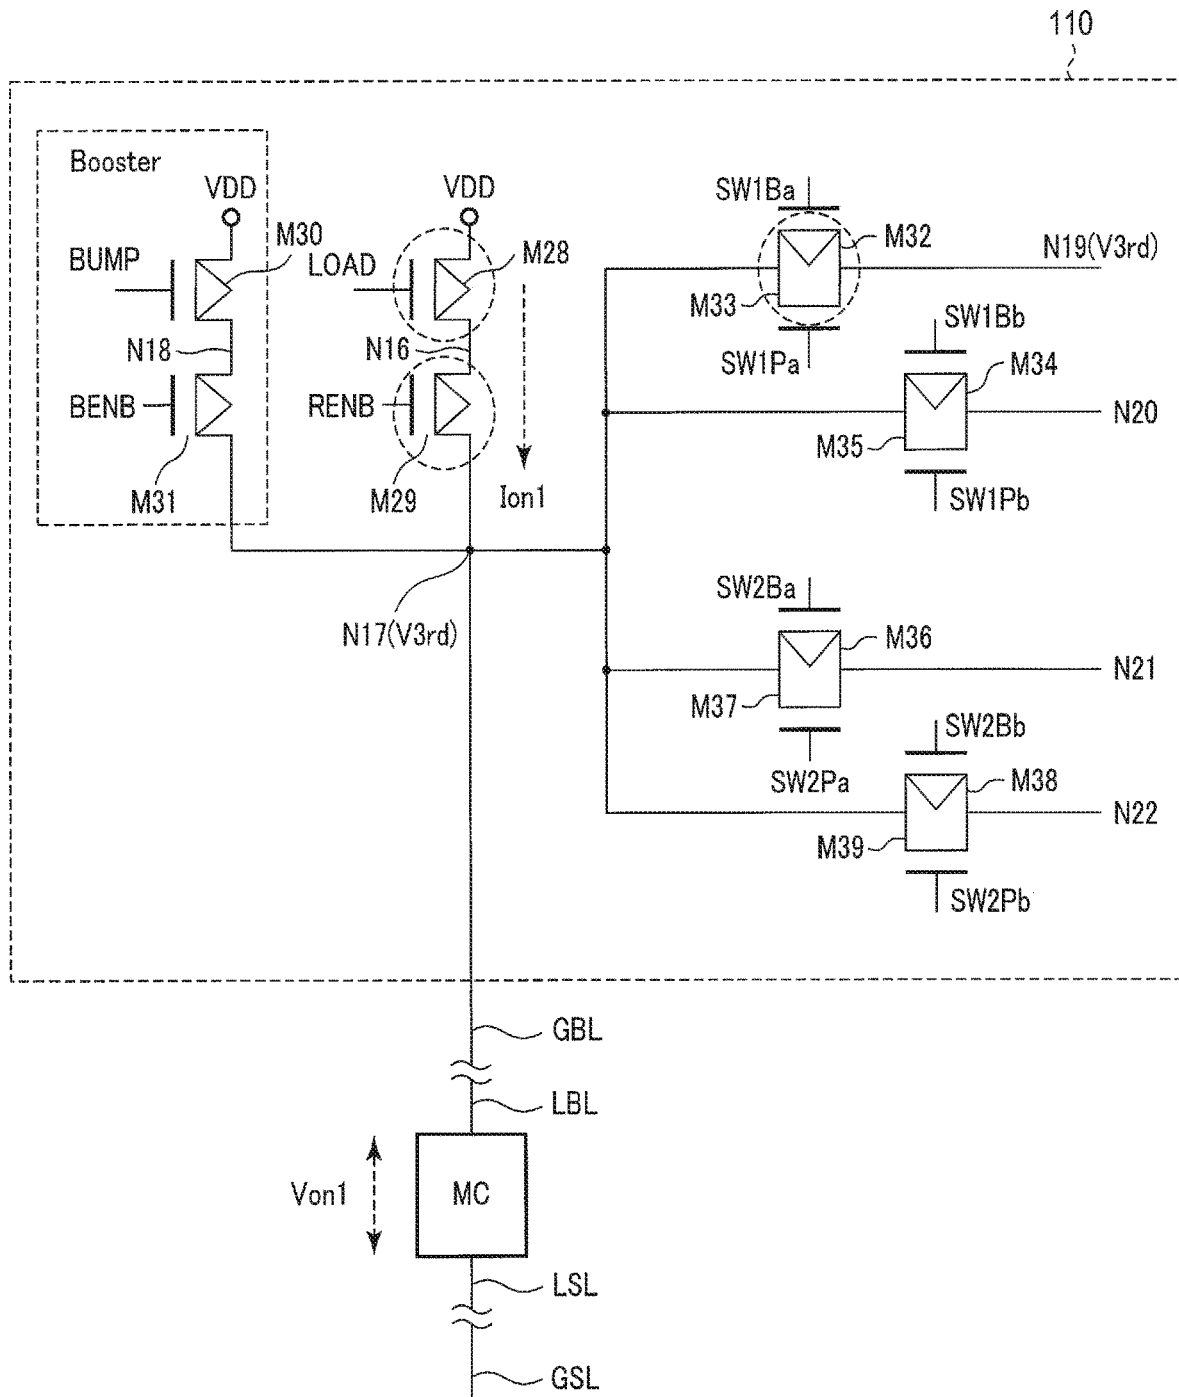 110
Booster
VDD
M30
BUMP
N18
BENB
M31
VDD
LOAD
M28
N16
RENB
M29
Ion1
N17(V3rd)
SW1Ba
M32
N19(V3rd)
M33
SW1Pa
SW1Bb
M34
N20
M35
SW1Pb
SW2Ba
M36
N21
M37
SW2Pa
SW2Bb
M38
N22
M39
SW2Pb
GBL
LBL
Von1
MC
LSL
GSL